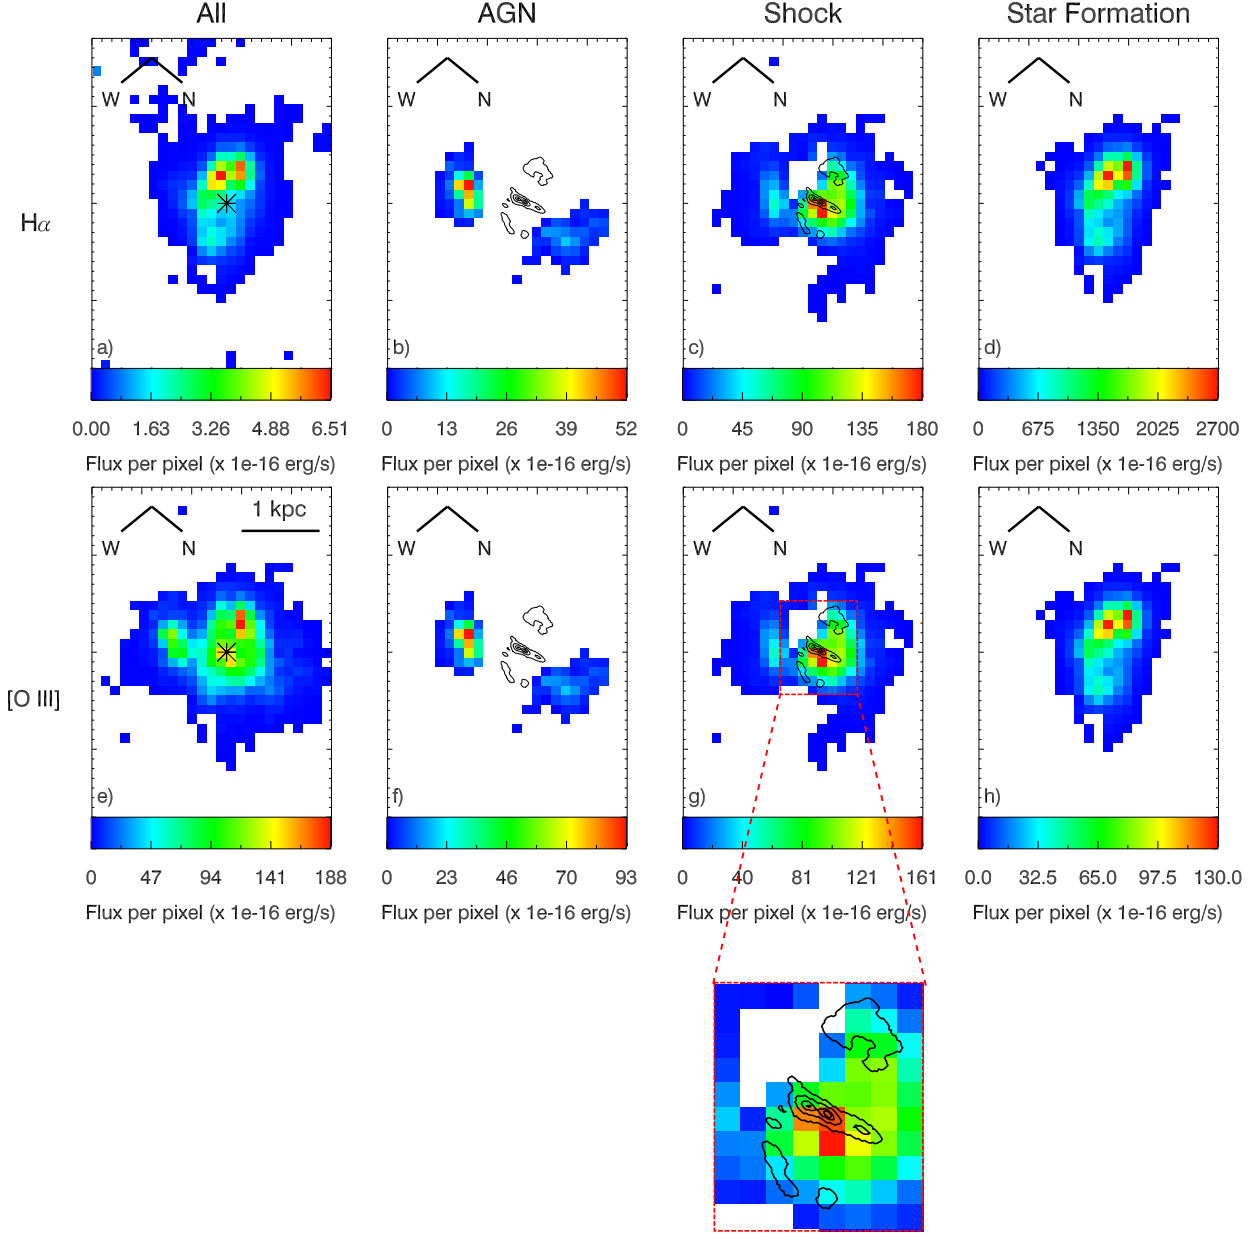 All AGN Shock Star Formation
W N W N W N W N
Hα
a) b) c) d)
0.00 1.63 3.26 4.88 6.51 0 13 26 39 52 0 45 90 135 180 0 675 1350 2025 2700
Flux per pixel (x 1e-16 erg/s) Flux per pixel (x 1e-16 erg/s) Flux per pixel (x 1e-16 erg/s) Flux per pixel (x 1e-16 erg/s)
1 kpc
W N W N W N W N
[O III]
e) f) g) h)
0 47 94 141 188 0 23 46 70 93 0 40 81 121 161 0.0 32.5 65.0 97.5 130.0
Flux per pixel (x 1e-16 erg/s) Flux per pixel (x 1e-16 erg/s) Flux per pixel (x 1e-16 erg/s) Flux per pixel (x 1e-16 erg/s)